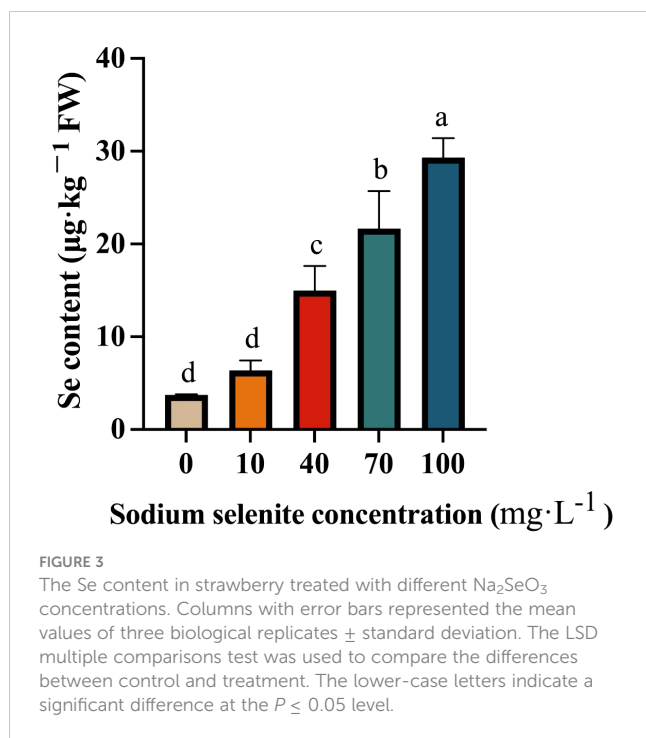 40
30
20
10
0
Se content (µg·kg⁻¹ FW)
d
d
c
b
a
0 10 40 70 100
Sodium selenite concentration (mg·L⁻¹ )
FIGURE 3
The Se content in strawberry treated with different Na₂SeO₃
concentrations. Columns with error bars represented the mean
values of three biological replicates ± standard deviation. The LSD
multiple comparisons test was used to compare the differences
between control and treatment. The lower-case letters indicate a
significant difference at the P ≤ 0.05 level.